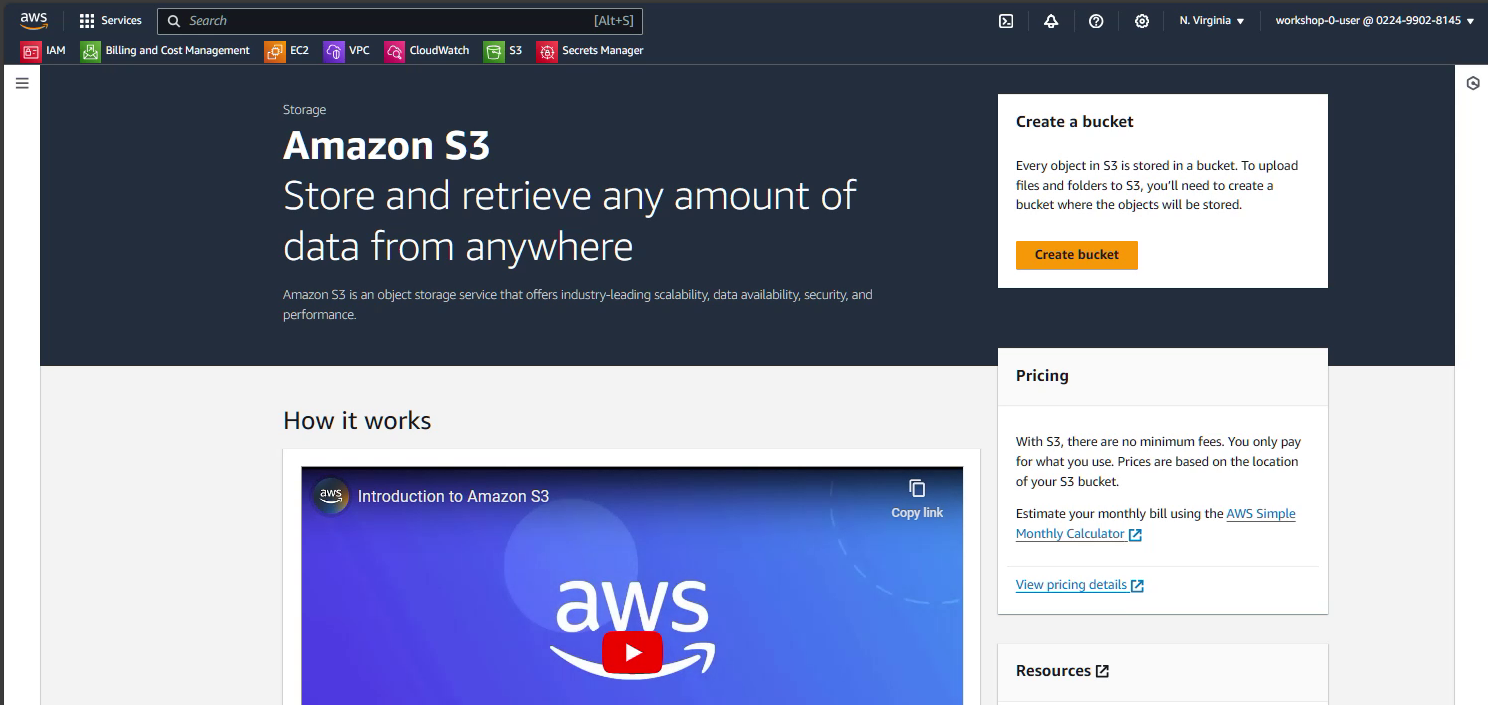 aws
Services
Search
[Alt+S]
N. Virginia
workshop-0-user @ 0224-9902-8145
IAM
Billing and Cost Management
EC2
VPC
CloudWatch
S3
Secrets Manager
Storage
Amazon S3
Store and retrieve any amount of
data from anywhere
Amazon S3 is an object storage service that offers industry-leading scalability, data availability, security, and
performance.
Create a bucket
Every object in S3 is stored in a bucket. To upload
files and folders to S3, you’ll need to create a
bucket where the objects will be stored.
Create bucket
Pricing
With S3, there are no minimum fees. You only pay
for what you use. Prices are based on the location
of your S3 bucket.
Estimate your monthly bill using the AWS Simple
Monthly Calculator
View pricing details
Resources
How it works
aws
Introduction to Amazon S3
Copy link
aws